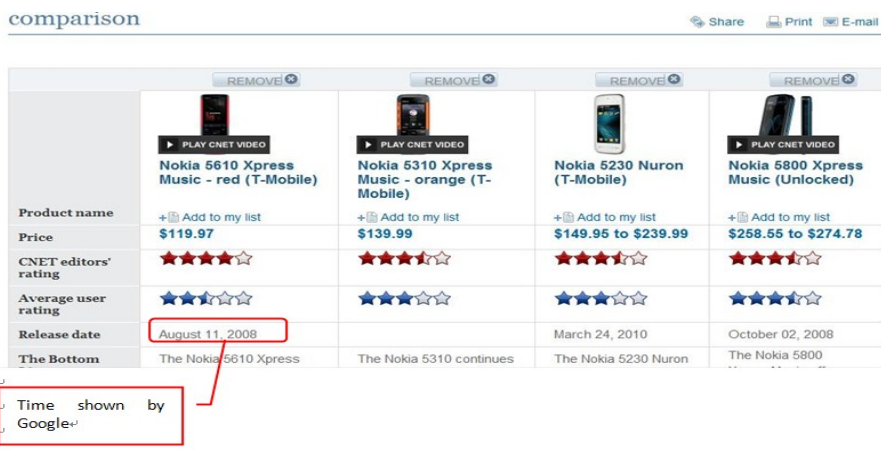 comparison
Share Print E-mail
REMOVE REMOVE REMOVE REMOVE
PLAY CNET VIDEO PLAY CNET VIDEO PLAY CNET VIDEO
Nokia 5610 Xpress Nokia 5310 Xpress Nokia 5230 Nuron Nokia 5800 Xpress
Music - red (T-Mobile) Music - orange (T- (T-Mobile) Music (Unlocked)
Mobile)
Product name + Add to my list + Add to my list + Add to my list + Add to my list
Price $119.97 $139.99 $149.95 to $239.99 $258.55 to $274.78
CNET editors'
rating
Average user
rating
Release date August 11, 2008 March 24, 2010 October 02, 2008
The Bottom The Nokia 5610 Xpress The Nokia 5310 continues The Nokia 5230 Nuron The Nokia 5800
Time shown by
Google